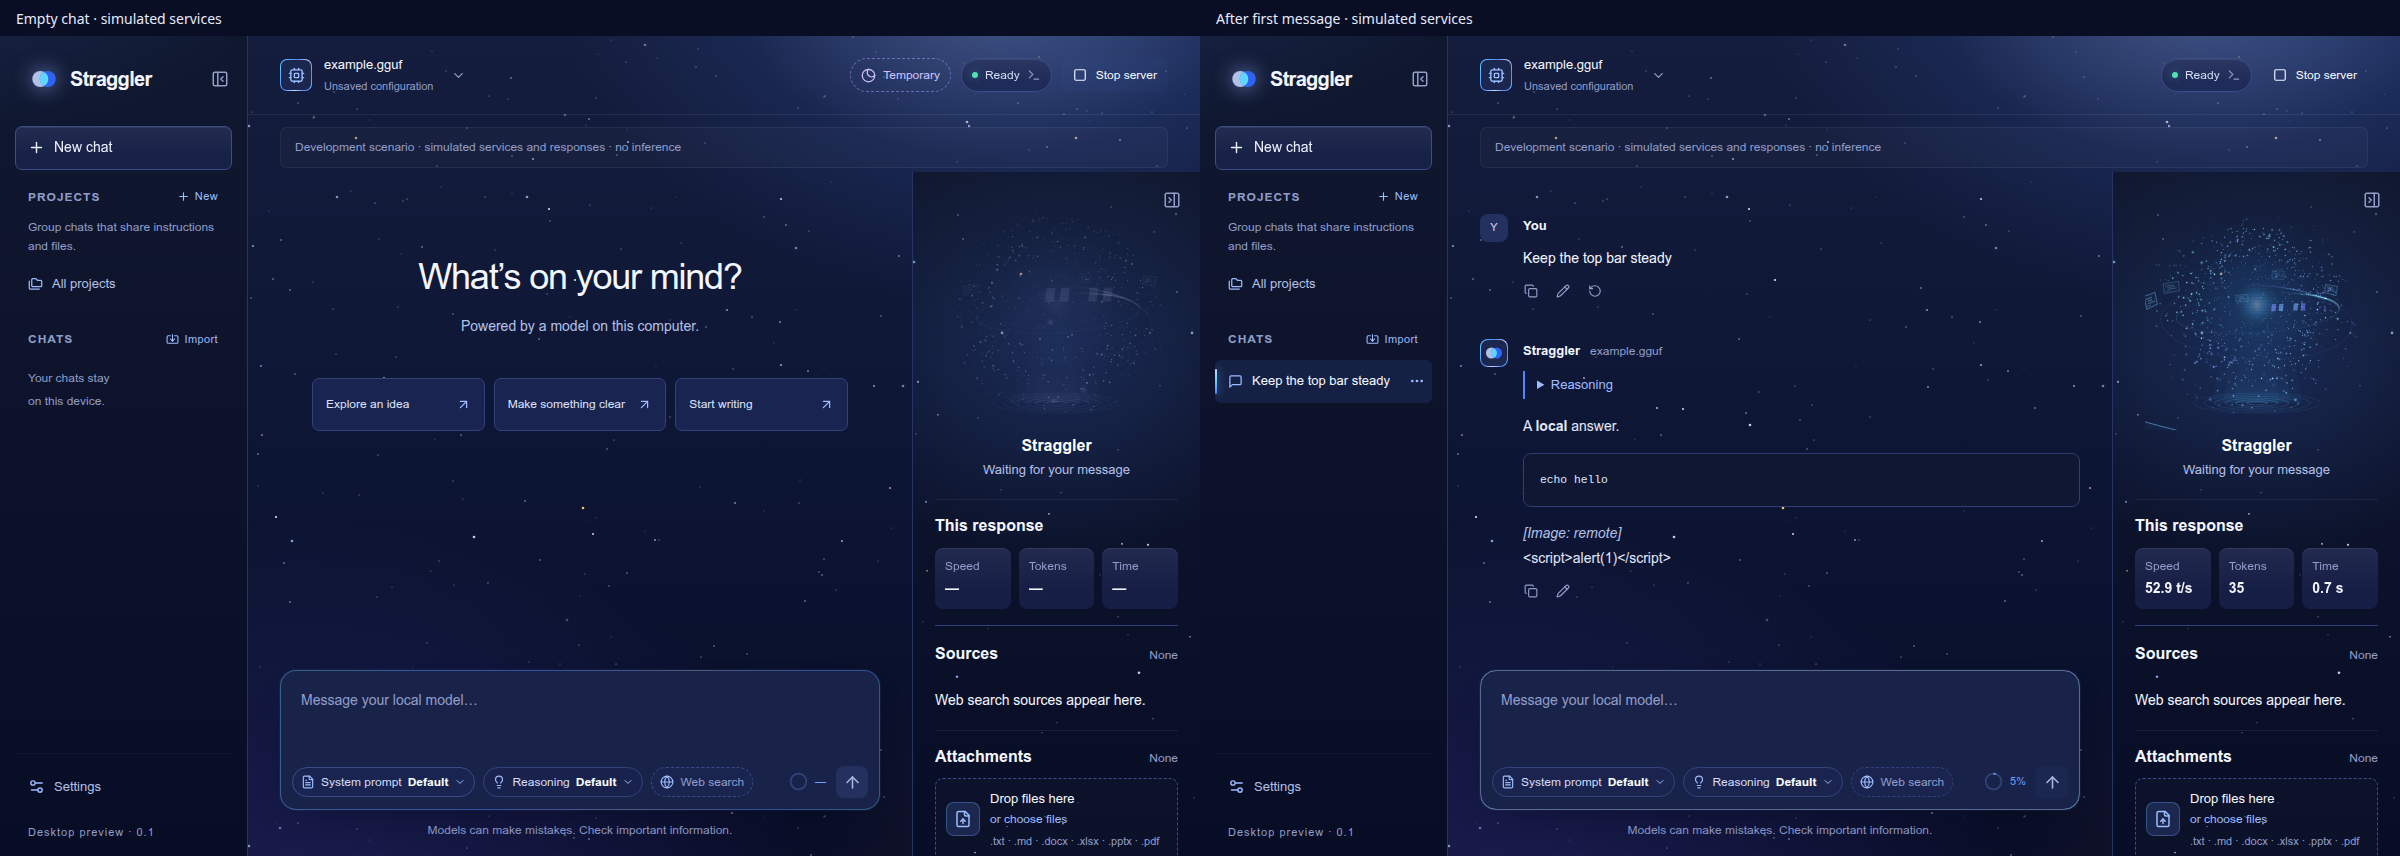 Empty chat · simulated services
Straggler
New chat
PROJECTS
New
Group chats that share instructions
and files.
All projects
CHATS
Import
Your chats stay
on this device.
Settings
Desktop preview · 0.1
example.gguf
Unsaved configuration
Temporary
Ready
Stop server
Development scenario · simulated services and responses · no inference
What's on your mind?
Powered by a model on this computer.
Explore an idea
Make something clear
Start writing
Message your local model…
System prompt Default
Reasoning Default
Web search
—
Models can make mistakes. Check important information.
Straggler
Waiting for your message
This response
Speed
—
Tokens
—
Time
—
Sources
None
Web search sources appear here.
Attachments
None
Drop files here
or choose files
.txt · .md · .docx · .xlsx · .pptx · .pdf
After first message · simulated services
Straggler
New chat
PROJECTS
New
Group chats that share instructions
and files.
All projects
CHATS
Import
Keep the top bar steady
Settings
Desktop preview · 0.1
example.gguf
Unsaved configuration
Ready
Stop server
Development scenario · simulated services and responses · no inference
Y
You
Keep the top bar steady
Straggler example.gguf
Reasoning
A local answer.
echo hello
[Image: remote]
<script>alert(1)</script>
Message your local model…
System prompt Default
Reasoning Default
Web search
5%
Models can make mistakes. Check important information.
Straggler
Waiting for your message
This response
Speed
52.9 t/s
Tokens
35
Time
0.7 s
Sources
None
Web search sources appear here.
Attachments
None
Drop files here
or choose files
.txt · .md · .docx · .xlsx · .pptx · .pdf